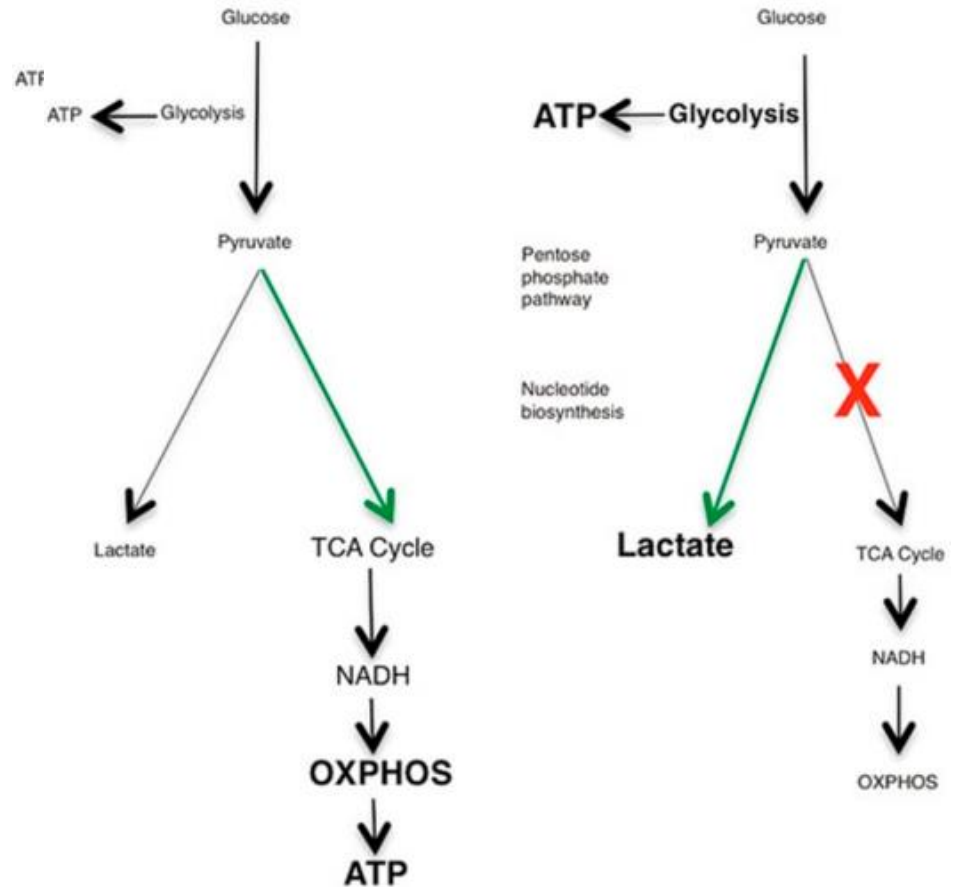 Glucose
ATP
ATP
Glycolysis
Pyruvate
Lactate
TCA Cycle
NADH
OXPHOS
ATP
Glucose
ATP
Glycolysis
Pyruvate
Pentose
phosphate
pathway
Nucleotide
biosynthesis
X
Lactate
TCA Cycle
NADH
OXPHOS